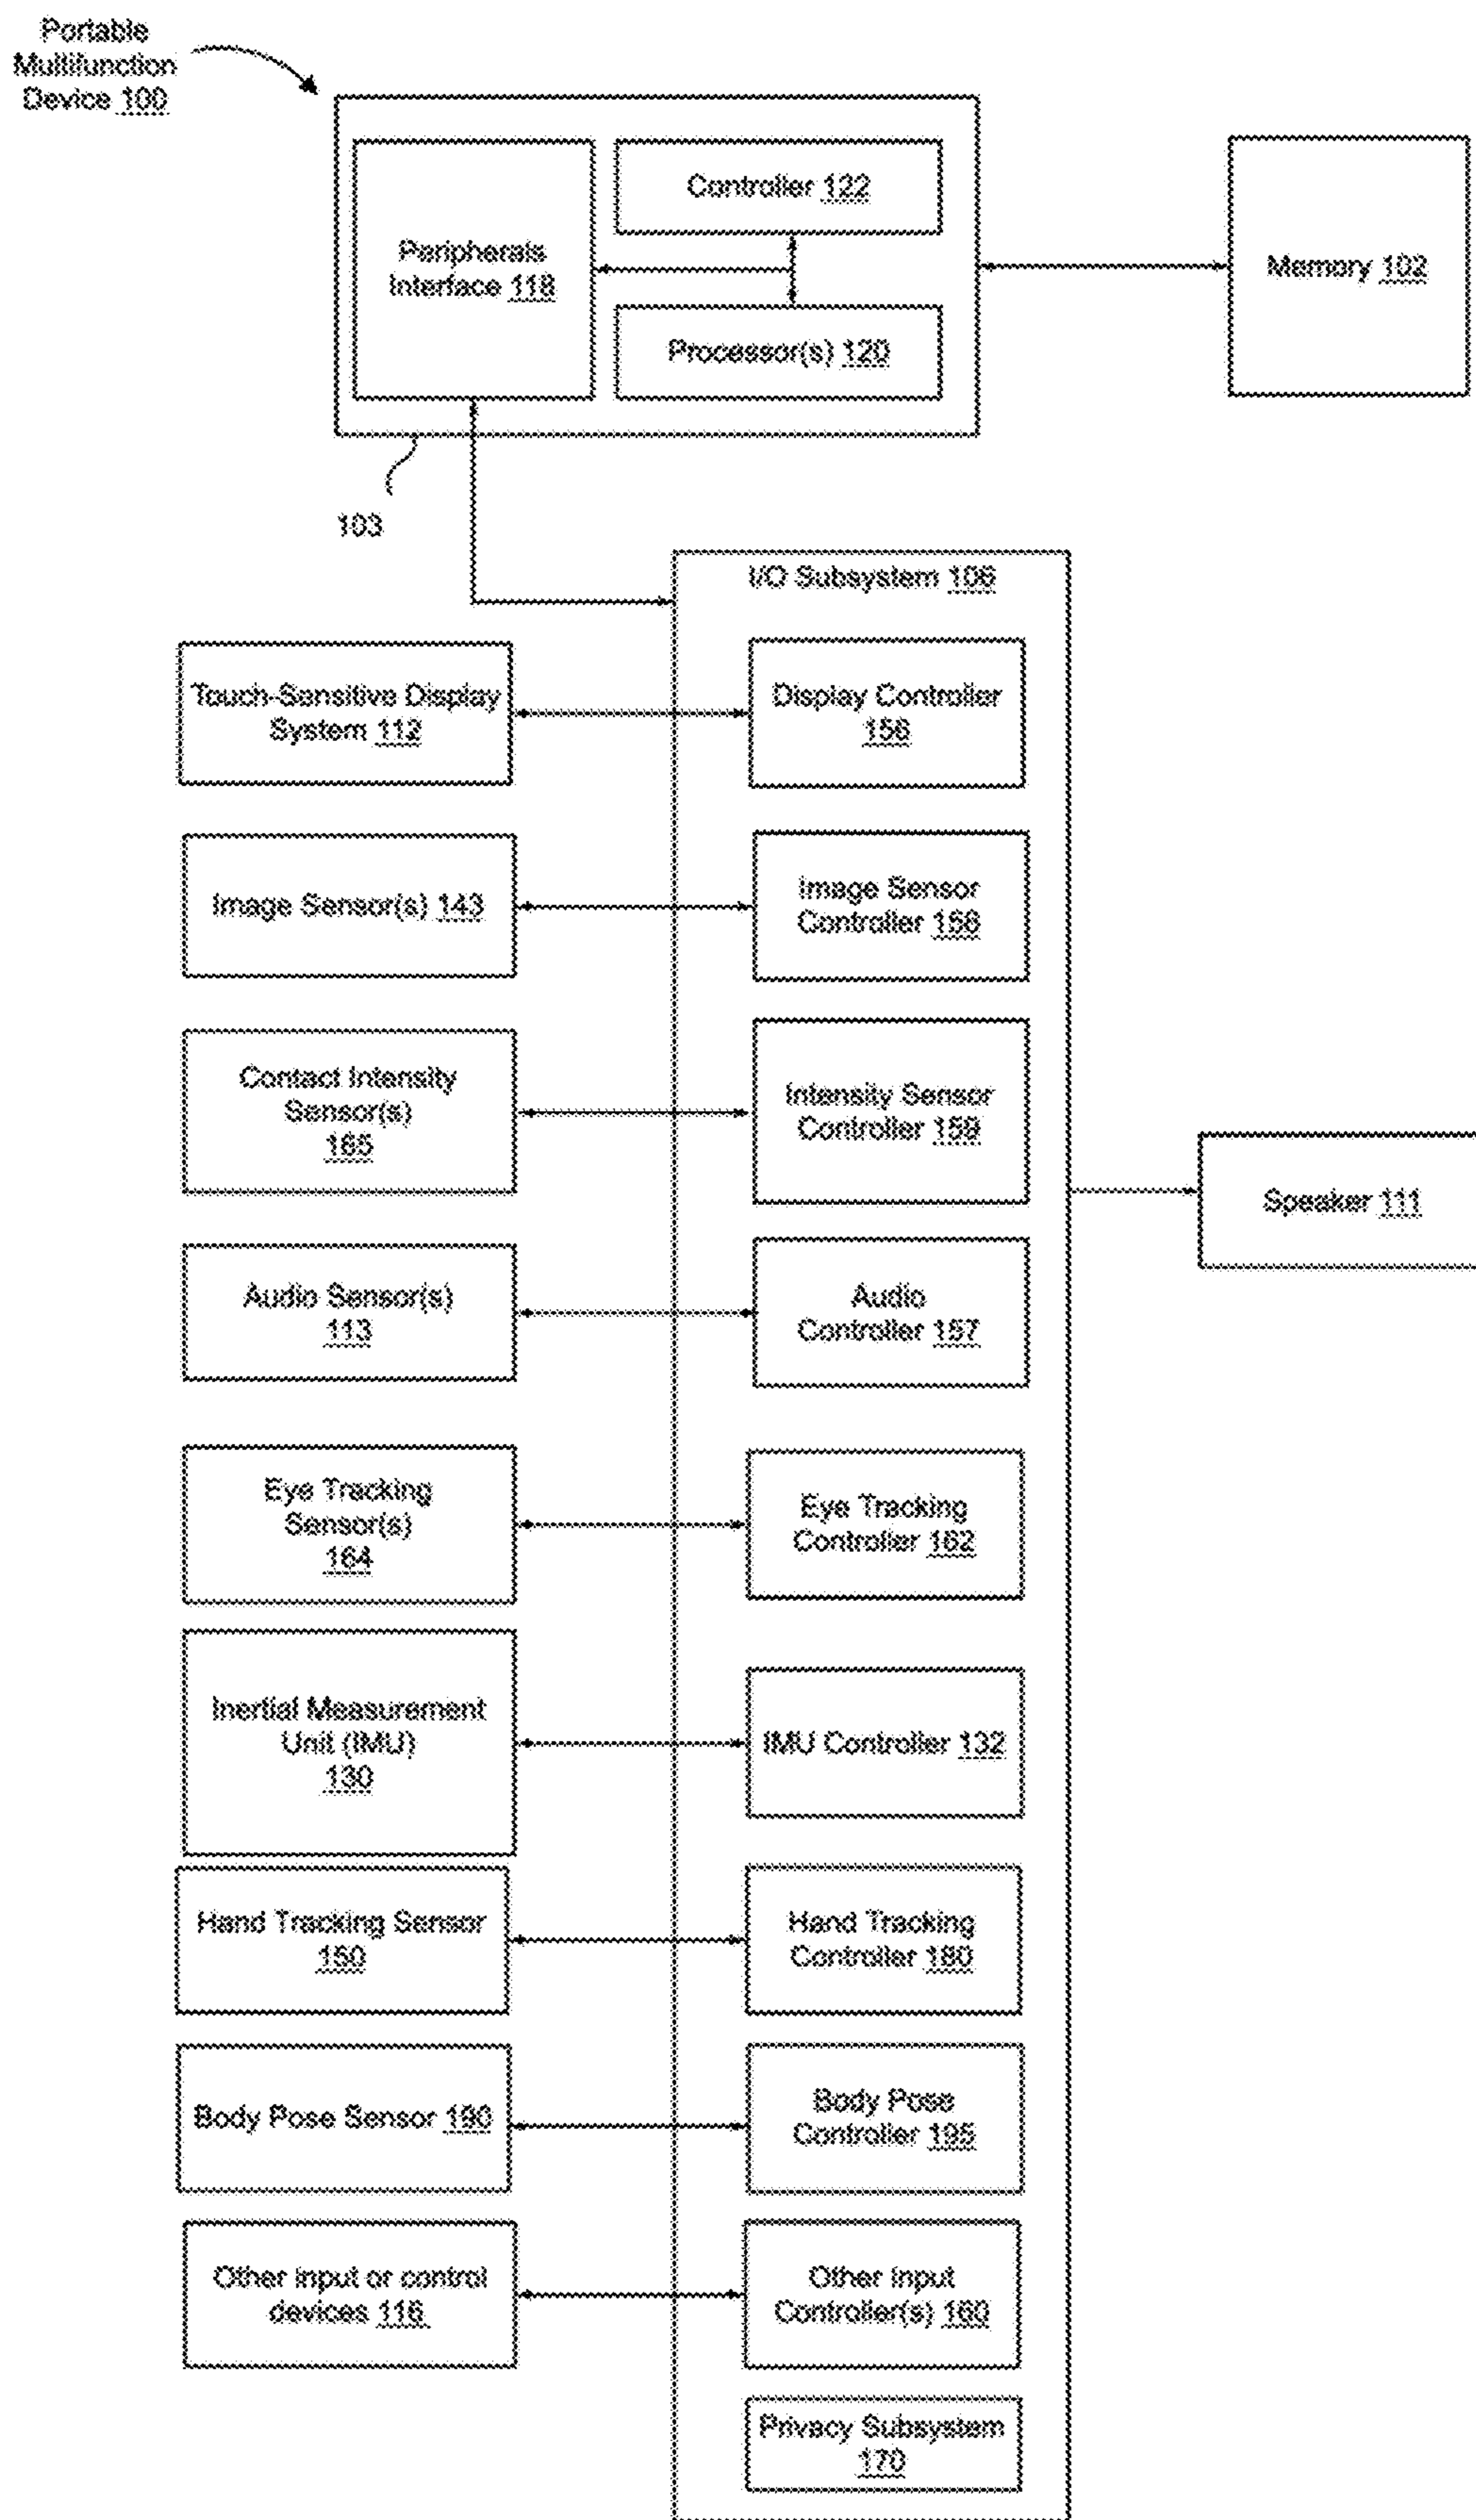 Portable
Multifunction
Device 100
Controller 122
Peripherals
Interface 118
Processor(s) 120
Memory 102
103
I/O Subsystem 106
Touch-Sensitive Display
System 112
Display Controller
156
Image Sensor(s) 143
Image Sensor
Controller 158
Contact Intensity
Sensor(s)
165
Intensity Sensor
Controller 159
Speaker 111
Audio Sensor(s)
113
Audio
Controller 157
Eye Tracking
Sensor(s)
164
Eye Tracking
Controller 162
Inertial Measurement
Unit (IMU)
130
IMU Controller 132
Hand Tracking Sensor
150
Hand Tracking
Controller 180
Body Pose Sensor 190
Body Pose
Controller 195
Other input or control
devices 116
Other Input
Controller(s) 160
Privacy Subsystem
170